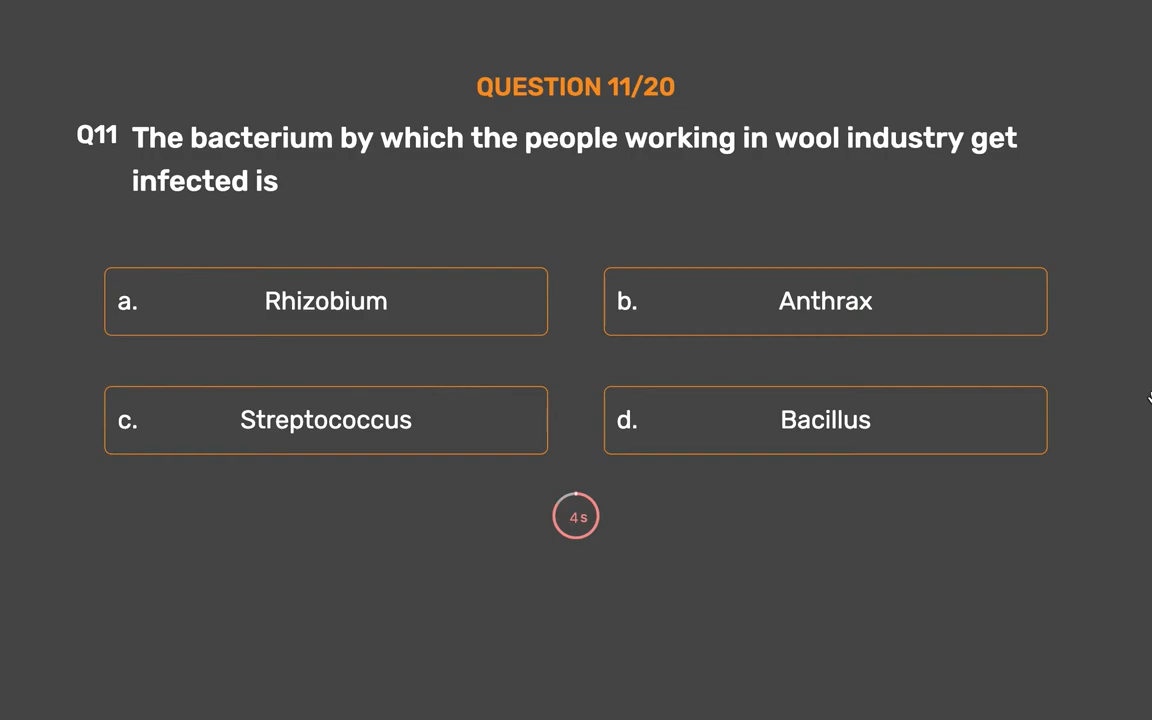 QUESTION 11/20
Q11 The bacterium by which the people working in wool industry get
infected is
a. Rhizobium
b. Anthrax
c. Streptococcus
d. Bacillus
4s